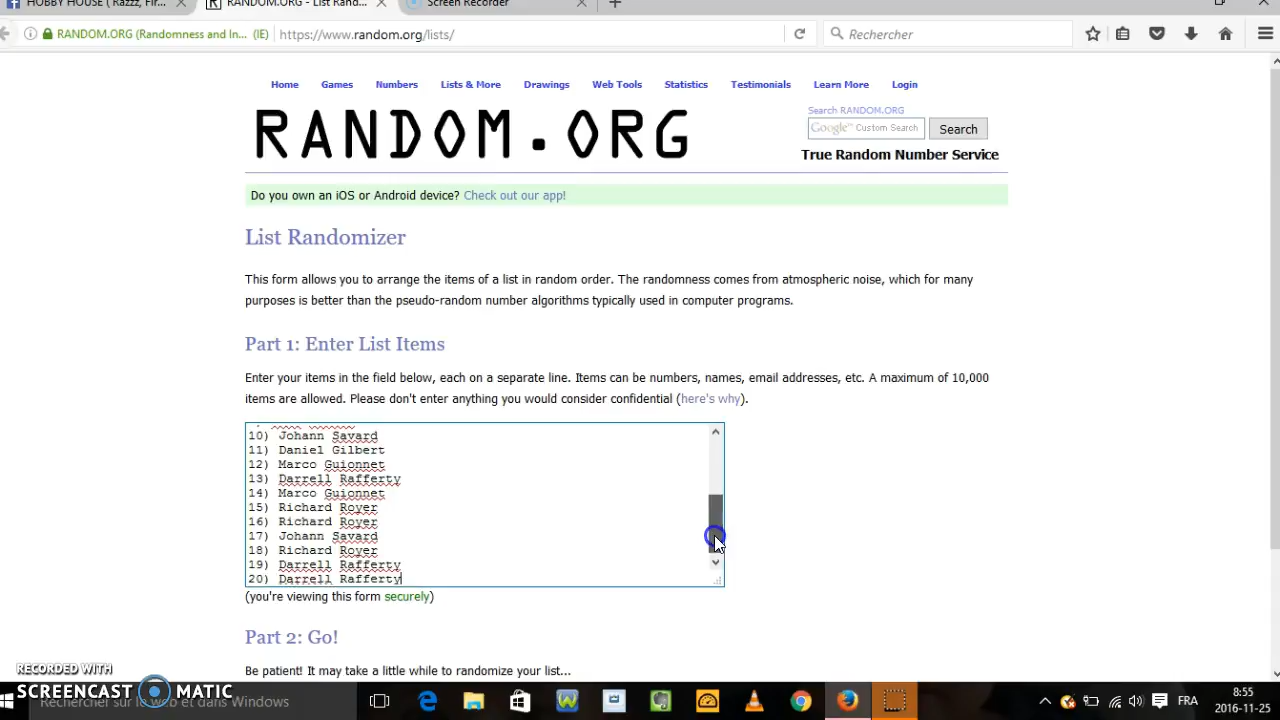 HOBBY HOUSE ( Razzz, Fir...
RANDOM.ORG - List Rand...
Screen Recorder
RANDOM.ORG (Randomness and In... (IE)
https://www.random.org/lists/
Rechercher
Home Games Numbers Lists & More Drawings Web Tools Statistics Testimonials Learn More Login
RANDOM.ORG
Search RANDOM.ORG
Google™ Custom Search
Search
True Random Number Service
Do you own an iOS or Android device? Check out our app!
List Randomizer
This form allows you to arrange the items of a list in random order. The randomness comes from atmospheric noise, which for many
purposes is better than the pseudo-random number algorithms typically used in computer programs.
Part 1: Enter List Items
Enter your items in the field below, each on a separate line. Items can be numbers, names, email addresses, etc. A maximum of 10,000
items are allowed. Please don't enter anything you would consider confidential (here's why).
10) Johann Savard
11) Daniel Gilbert
12) Marco Guionnet
13) Darrell Rafferty
14) Marco Guionnet
15) Richard Royer
16) Richard Royer
17) Johann Savard
18) Richard Royer
19) Darrell Rafferty
20) Darrell Rafferty
(you're viewing this form securely)
Part 2: Go!
Be patient! It may take a little while to randomize your list...
RECORDED WITH
SCREENCAST MATIC
Rechercher sur le web et dans Windows
FRA
8:55
2016-11-25